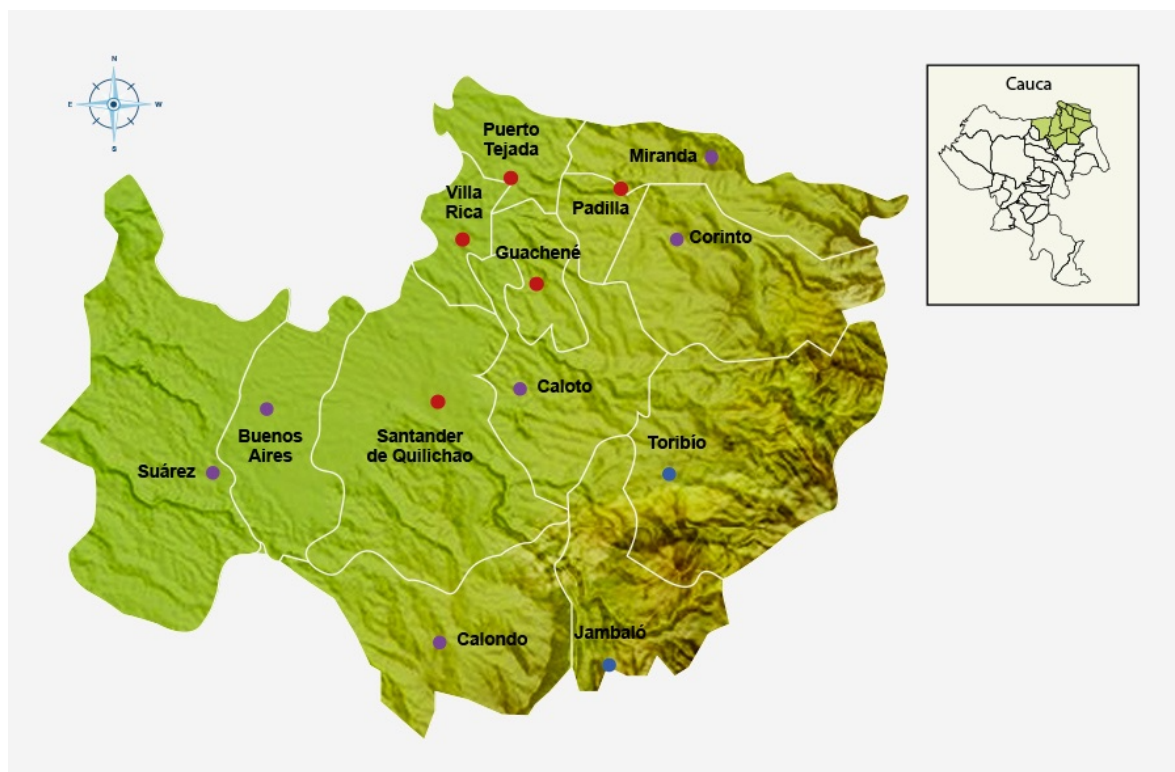 N
E
W
S
Cauca
Puerto
Tejada
Miranda
Villa
Rica
Padilla
Corinto
Guachené
Caloto
Buenos
Aires
Santander
de Quilichao
Toribío
Suárez
Calondo
Jambaló